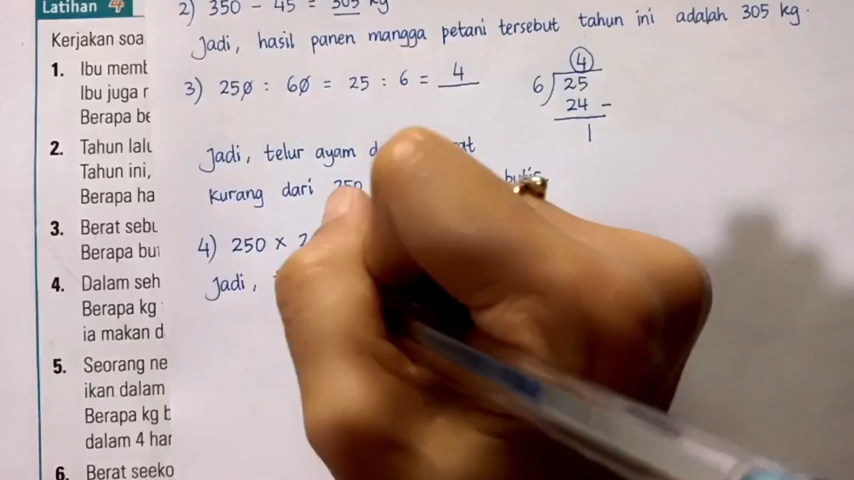 Latihan 4
Kerjakan soa
1. Ibu memb
Ibu juga r
Berapa be
2. Tahun lalu
Tahun ini,
Berapa ha
3. Berat sebu
Berapa bu
4. Dalam seh
Berapa kg
ia makan d
5. Seorang ne
ikan dalam
Berapa kg b
dalam 4 har
6. Berat seeko
2) 350 - 45 = 305 kg
Jadi, hasil panen mangga petani tersebut tahun ini adalah 305 kg.
3) 250 : 60 = 25 : 6 = 4
4
6 25
24 -
1
Jadi, telur ayam
kurang dari 250
4) 250 x 2
Jadi,